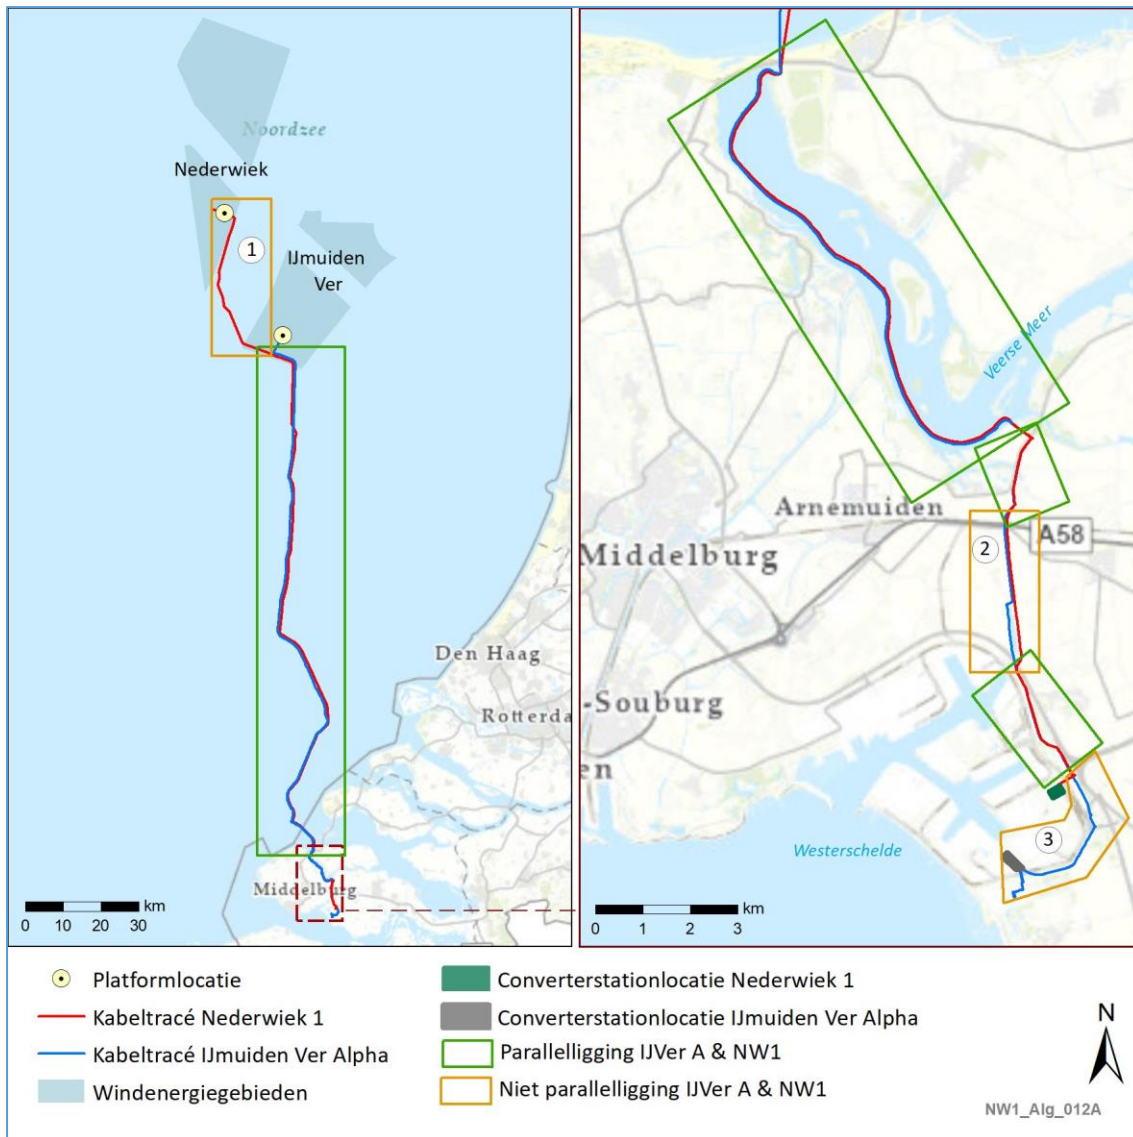 Noordzee
Nederwiek
1
IJmuiden
Ver
Den Haag
Rotterda
Middelburg
km
0 10 20 30
Veerse Meer
Arnemuiden
A58
2
Middelburg
-Souburg
en
3
Westerschelde
km
0 1 2 3
Platformlocatie
Kabeltracé Nederwiek 1
Kabeltracé IJmuiden Ver Alpha
Windenergiegebieden
Converterstationlocatie Nederwiek 1
Converterstationlocatie IJmuiden Ver Alpha
Parallelligging IJVer A & NW1
Niet parallelligging IJVer A & NW1
N
NW1_Alg_012A